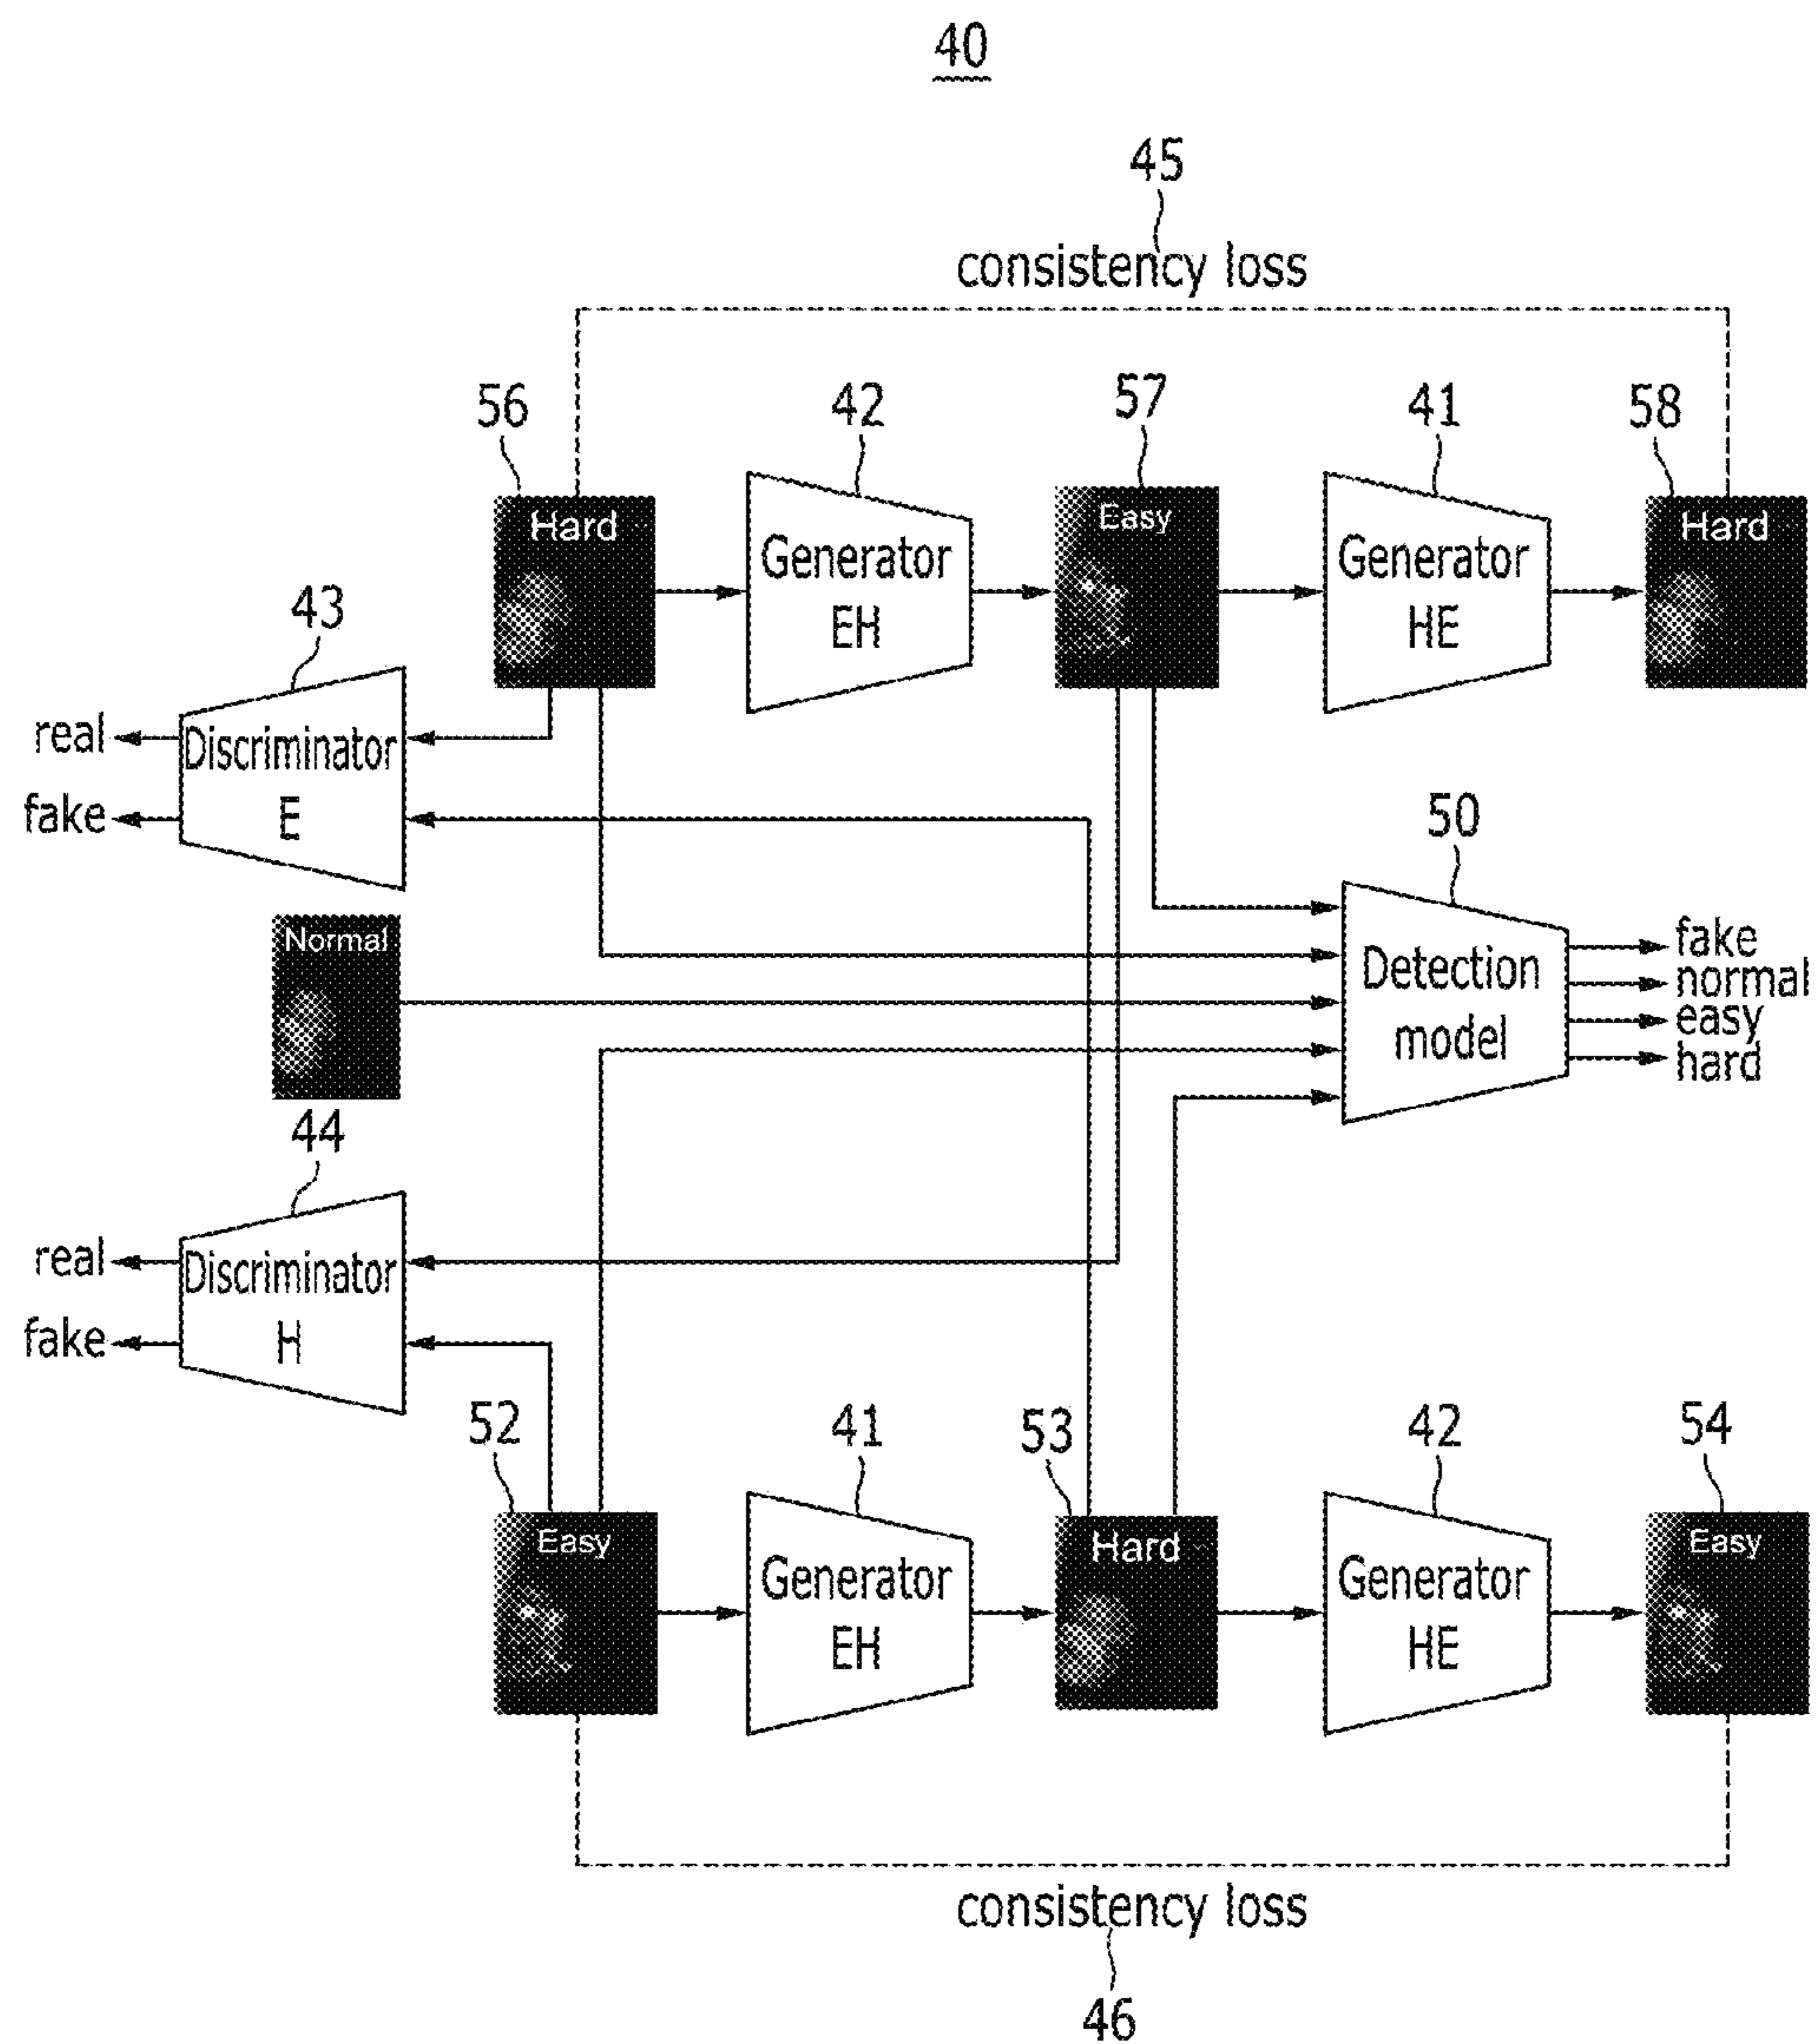 40
45
consistency loss
56
42
57
41
58
Hard
Generator
EH
Easy
Generator
HE
Hard
43
real
fake
Discriminator
E
Normal
50
Detection
model
fake
normal
easy
hard
44
real
fake
Discriminator
H
52
41
53
42
54
Easy
Generator
EH
Hard
Generator
HE
Easy
consistency loss
46